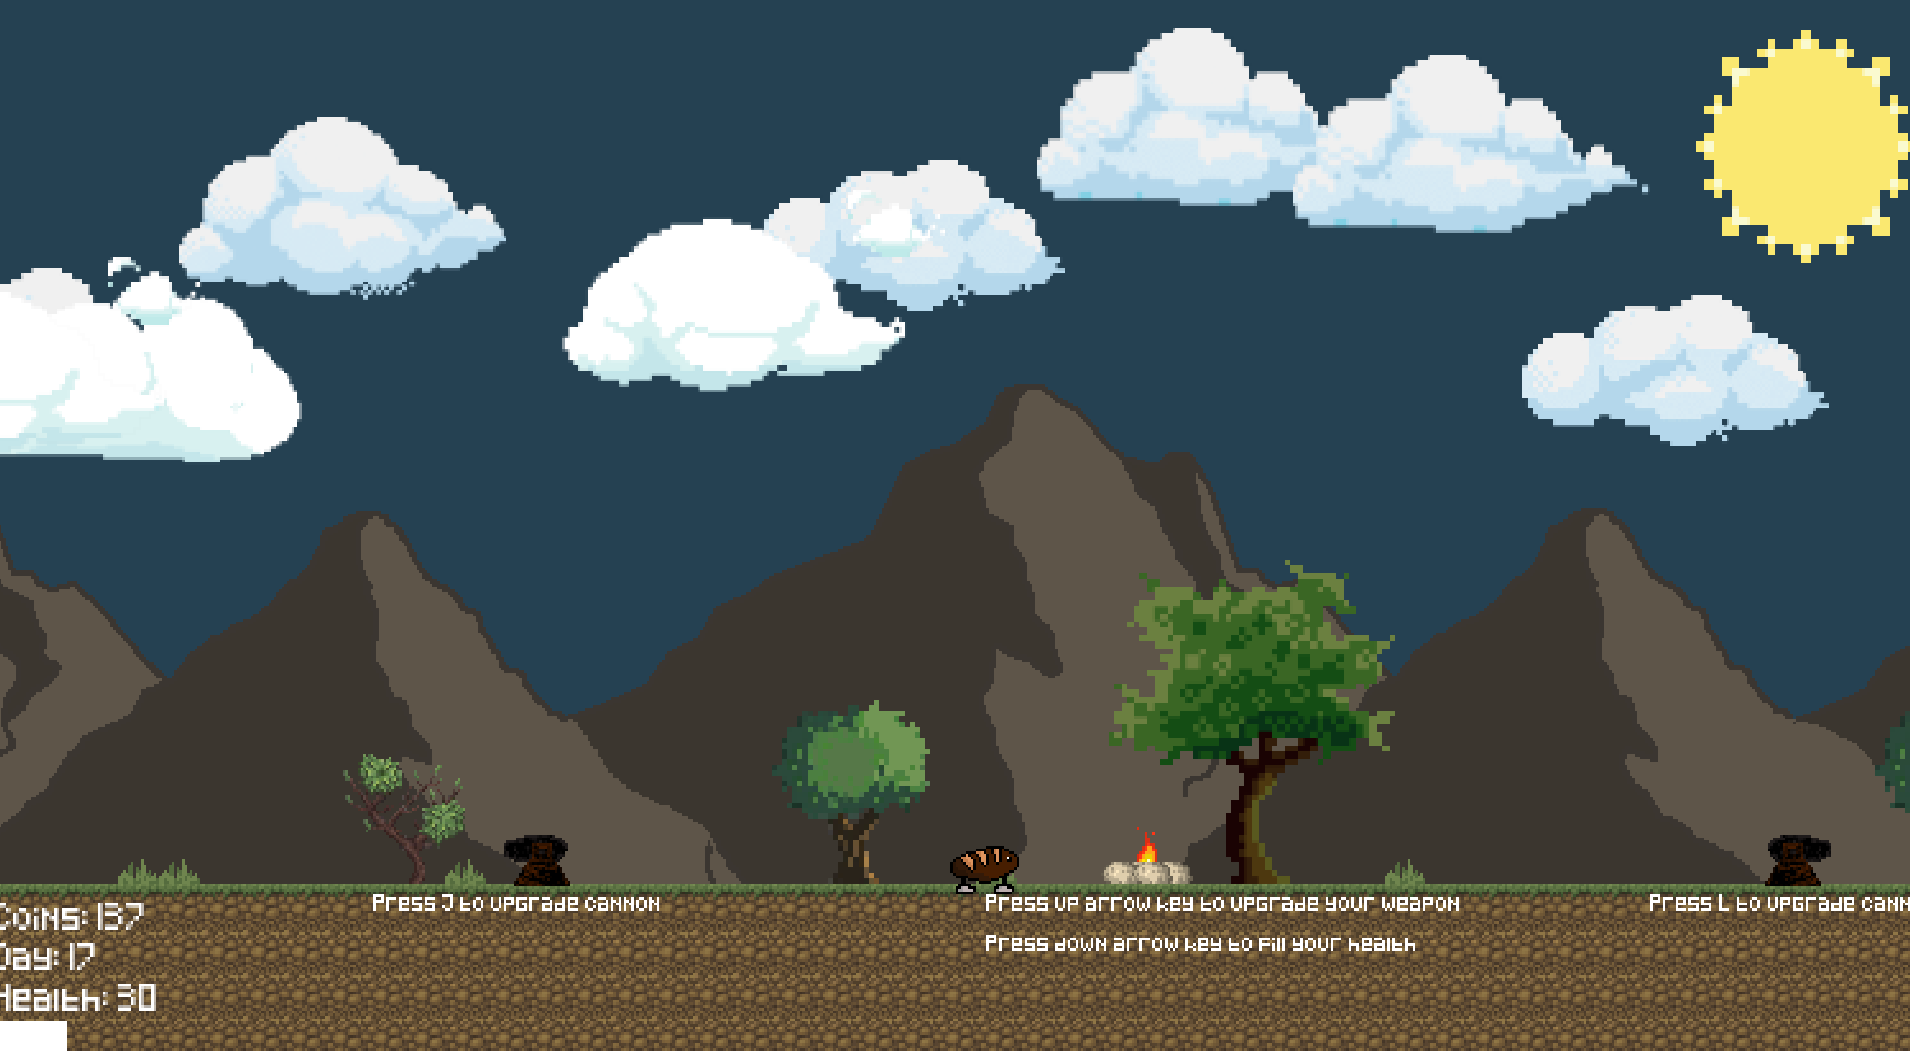 Press J to upgrade cannon
Press up arrow key to upgrade your weapon
Press L to upgrade cann
Press down arrow key to fill your health
Coins: 137
Day: 17
Health: 30